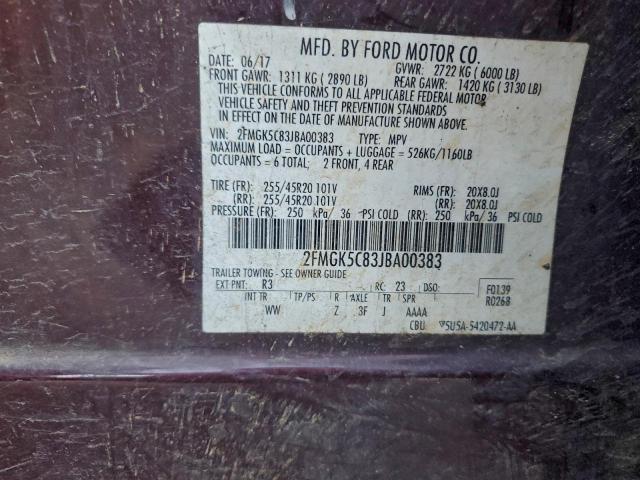 MFD. BY FORD MOTOR CO.
DATE: 06/17 GVWR: 2722 KG ( 6000 LB)
FRONT GAWR: 1311 KG ( 2890 LB) REAR GAWR: 1420 KG ( 3130 LB)
THIS VEHICLE CONFORMS TO ALL APPLICABLE FEDERAL MOTOR
VEHICLE SAFETY AND THEFT PREVENTION STANDARDS
IN EFFECT ON THE DATE OF MANUFACTURE SHOWN ABOVE.
VIN: 2FMGK5C83JBA00383 TYPE: MPV
MAXIMUM LOAD = OCCUPANTS + LUGGAGE = 526KG/1160LB
OCCUPANTS = 6 TOTAL; 2 FRONT, 4 REAR
TIRE (FR): 255/45R20 101V RIMS (FR): 20X8.0J
(RR): 255/45R20 101V (RR): 20X8.0J
PRESSURE (FR): 250 kPa/ 36 PSI COLD (RR): 250 kPa/ 36 PSI COLD
2FMGK5C83JBA00383
TRAILER TOWING - SEE OWNER GUIDE
EXT PNT: R3 RC: 23 DSO: F0139
INT TR TP/PS R AXLE TR SPR R0268
WW Z 3F J AAAA
CBU 5U5A-5420472-AA